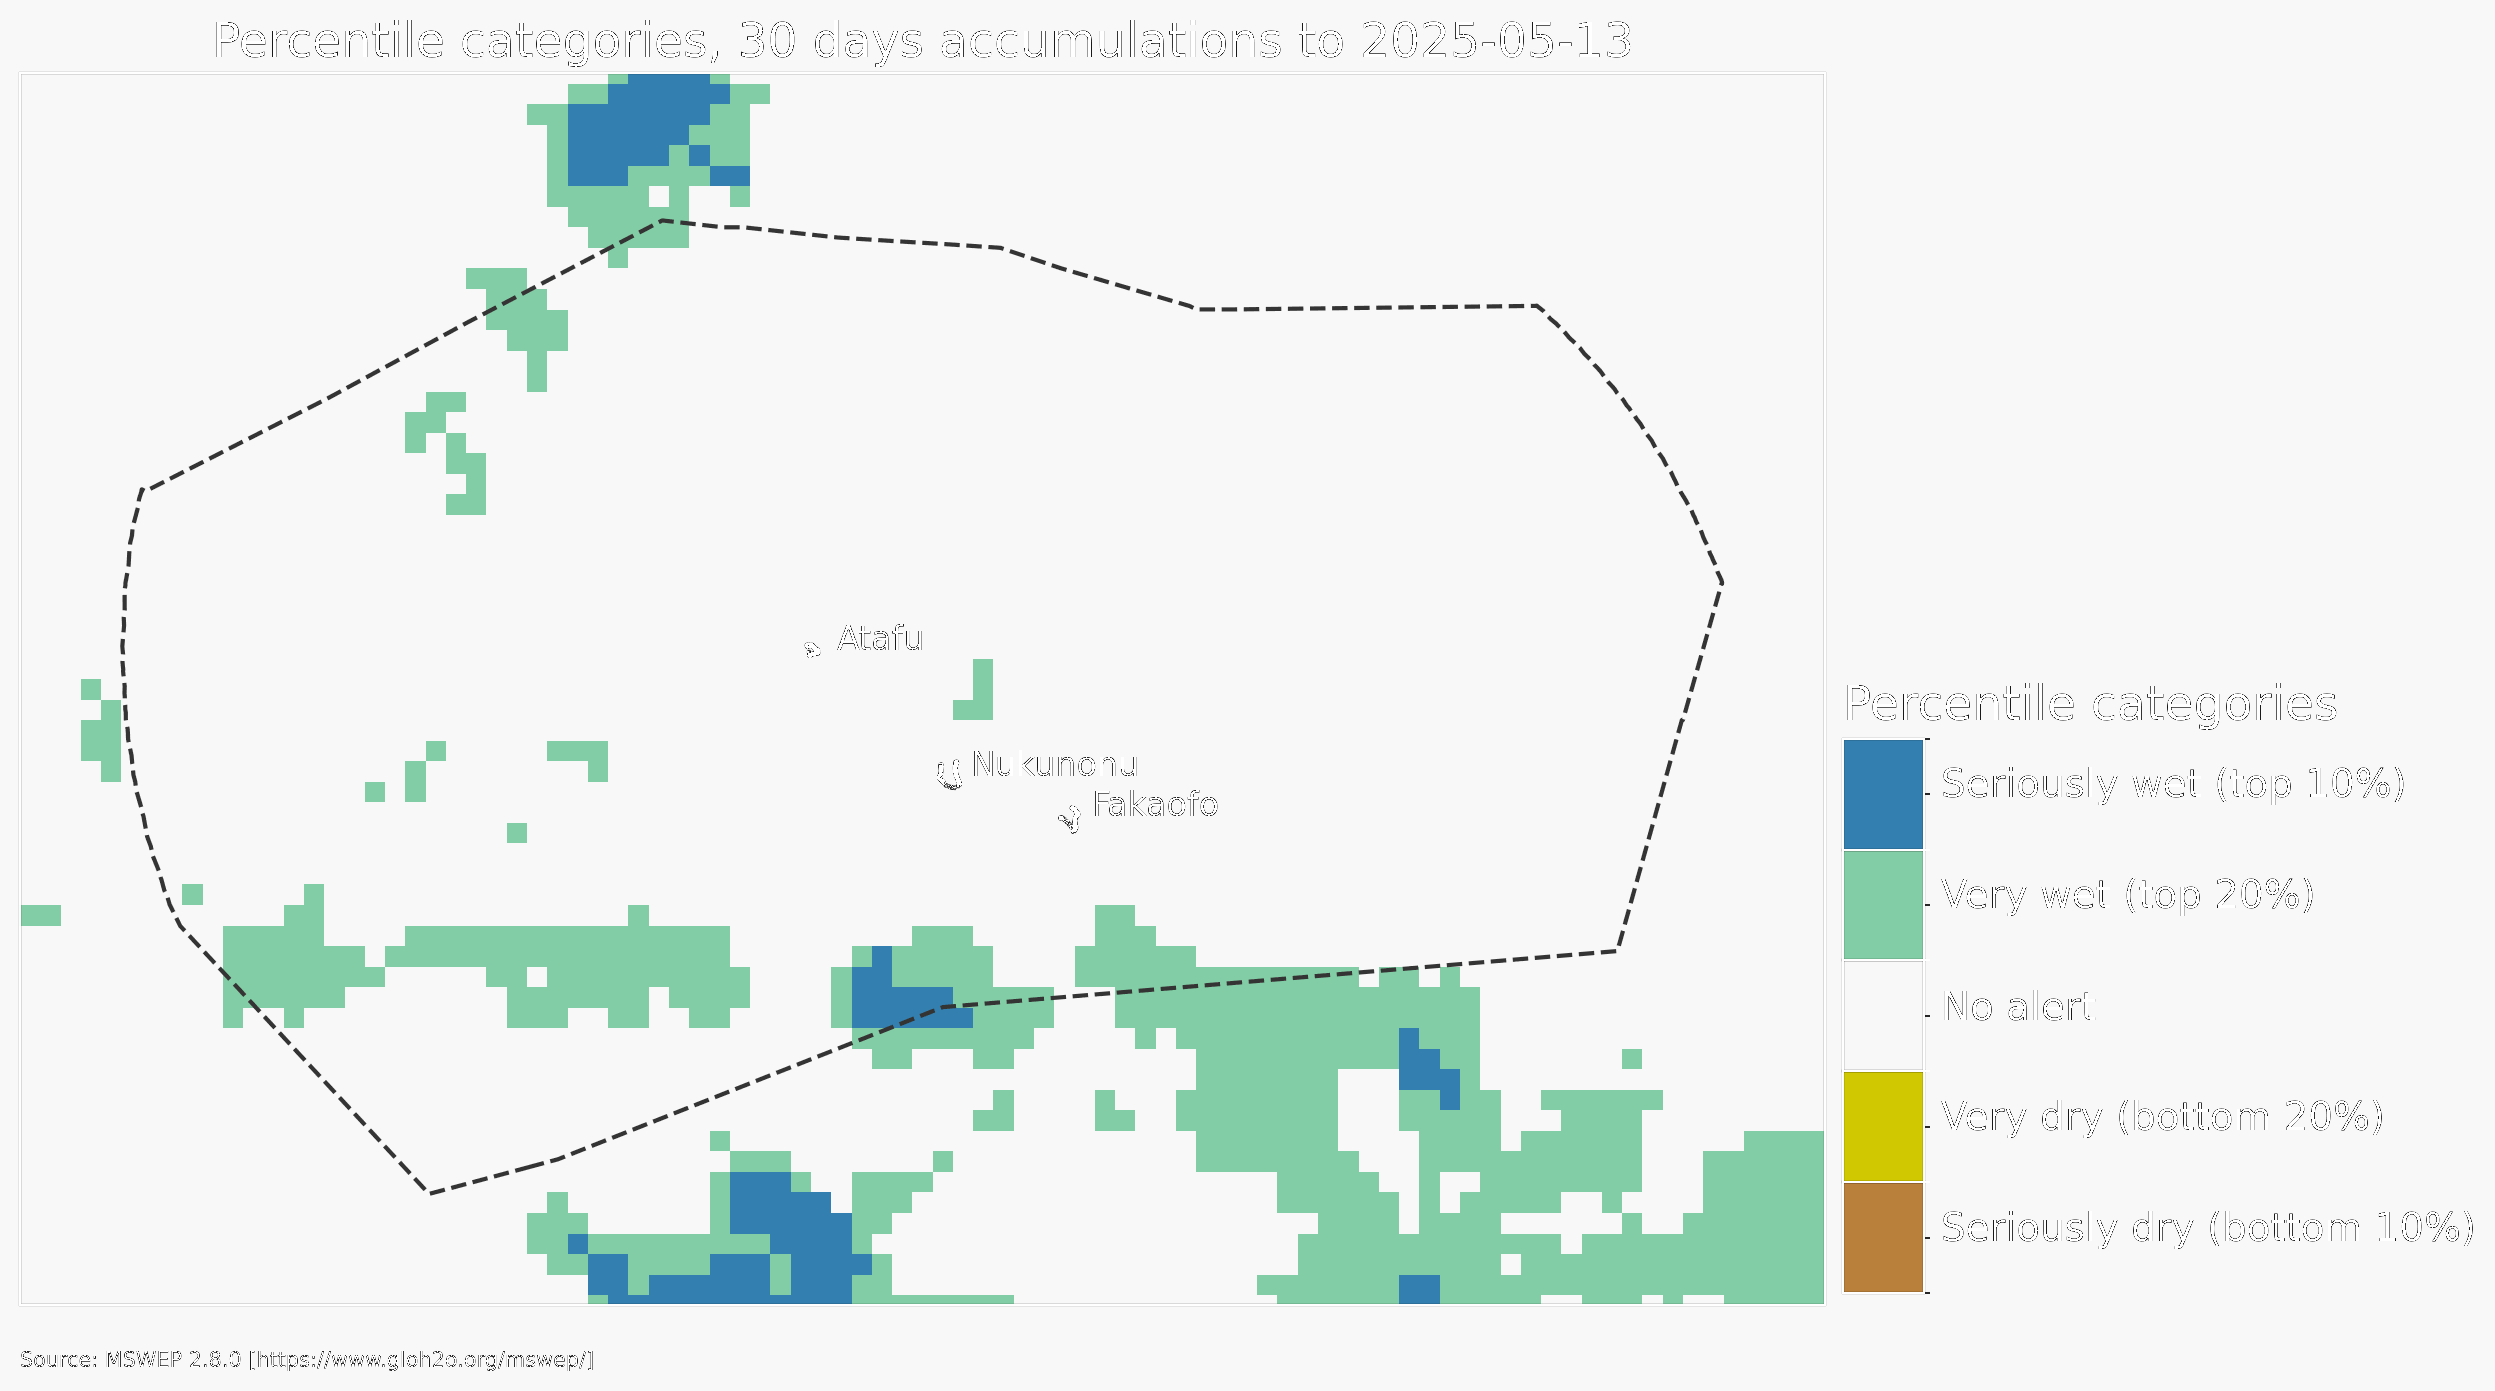 Percentile categories, 30 days accumulations to 2025-05-13
Atafu
Nukunonu
Fakaofo
Percentile categories
Seriously wet (top 10%)
Very wet (top 20%)
No alert
Very dry (bottom 20%)
Seriously dry (bottom 10%)
Source: MSWEP 2.8.0 [https://www.gloh2o.org/mswep/]